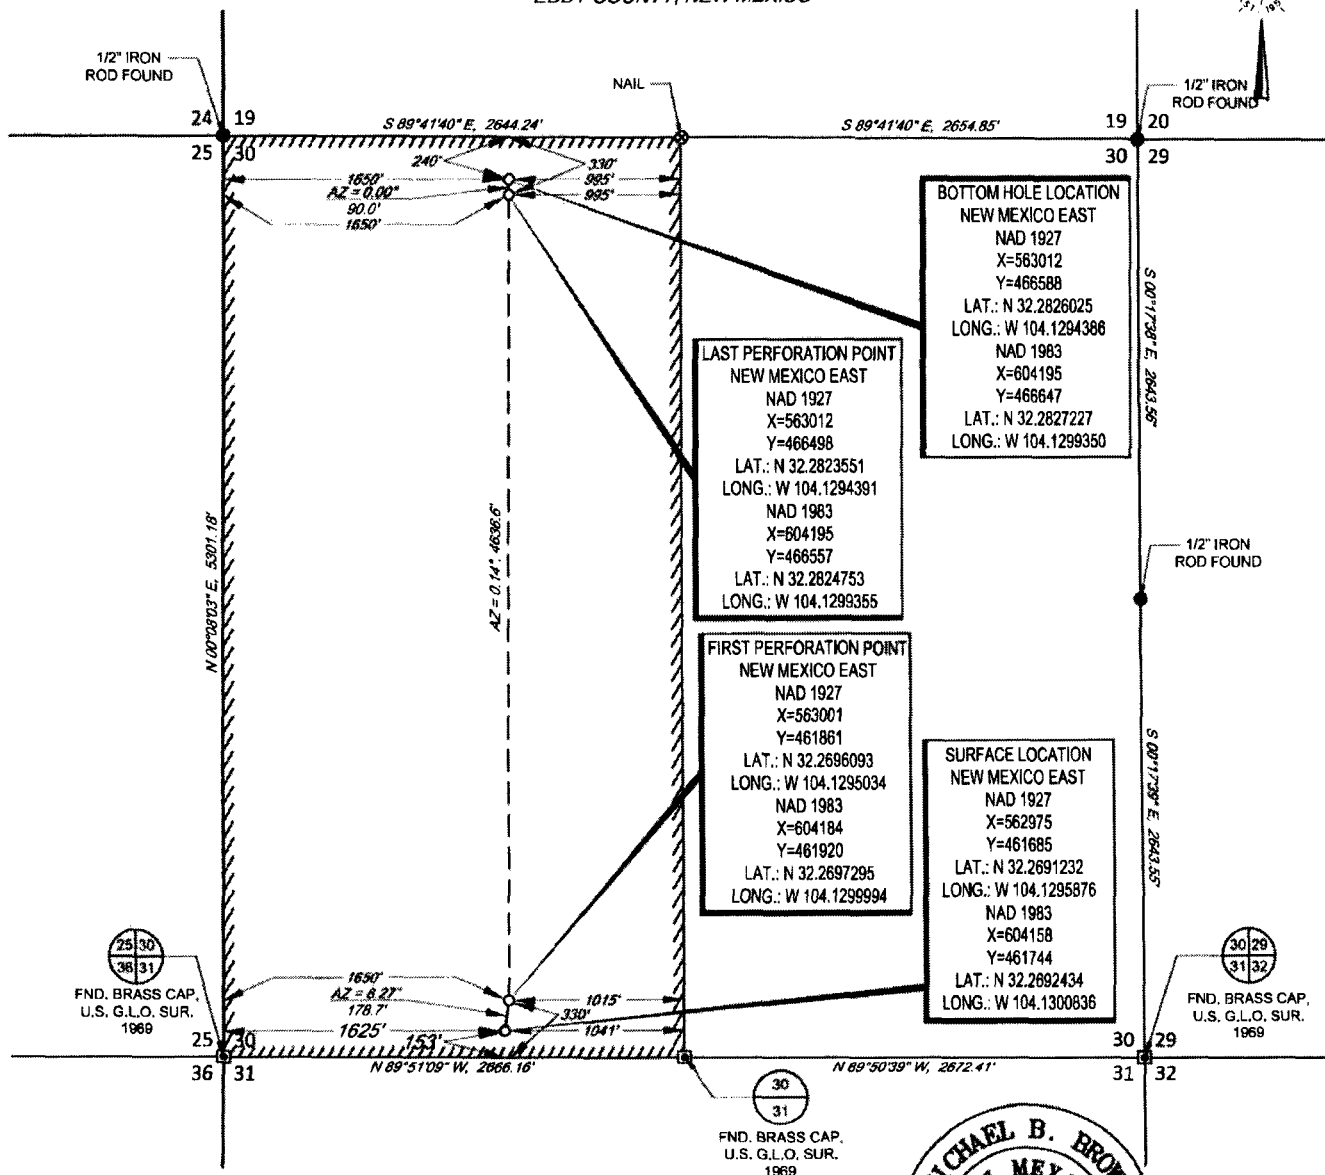 EDDY COUNTY, NEW MEXICO
1/2" IRON
ROD FOUND
NAIL
1/2" IRON
ROD FOUND
24 19
25 30
S 89°41'40" E, 2644.24'
S 89°41'40" E, 2654.85'
19 20
30 29
240'
330'
1650'
995'
AZ = 0.00°
90.0'
995'
1650'
BOTTOM HOLE LOCATION
NEW MEXICO EAST
NAD 1927
X=563012
Y=466588
LAT.: N 32.2826025
LONG.: W 104.1294386
NAD 1983
X=604195
Y=466647
LAT.: N 32.2827227
LONG.: W 104.1299350
S 00°17'38" E, 2643.56'
LAST PERFORATION POINT
NEW MEXICO EAST
NAD 1927
X=563012
Y=466498
LAT.: N 32.2823551
LONG.: W 104.1294391
NAD 1983
X=604195
Y=466557
LAT.: N 32.2824753
LONG.: W 104.1299355
N 00°08'03" E, 5301.18'
AZ = 0.14°, 4636.6'
1/2" IRON
ROD FOUND
FIRST PERFORATION POINT
NEW MEXICO EAST
NAD 1927
X=563001
Y=461861
LAT.: N 32.2696093
LONG.: W 104.1295034
NAD 1983
X=604184
Y=461920
LAT.: N 32.2697295
LONG.: W 104.1299994
SURFACE LOCATION
NEW MEXICO EAST
NAD 1927
X=562975
Y=461685
LAT.: N 32.2691232
LONG.: W 104.1295876
NAD 1983
X=604158
Y=461744
LAT.: N 32.2692434
LONG.: W 104.1300836
S 00°17'39" E, 2643.55'
25 30
36 31
FND. BRASS CAP,
U.S. G.L.O. SUR.
1969
1650'
AZ = 8.27°
178.7'
1015'
330'
1625'
1041'
153'
30 29
31 32
FND. BRASS CAP,
U.S. G.L.O. SUR.
1969
25 30
36 31
N 89°51'09" W, 2666.16'
N 89°50'39" W, 2672.41'
30 29
31 32
30
31
FND. BRASS CAP,
U.S. G.L.O. SUR.
1969
MICHAEL B. BROWN
MEX